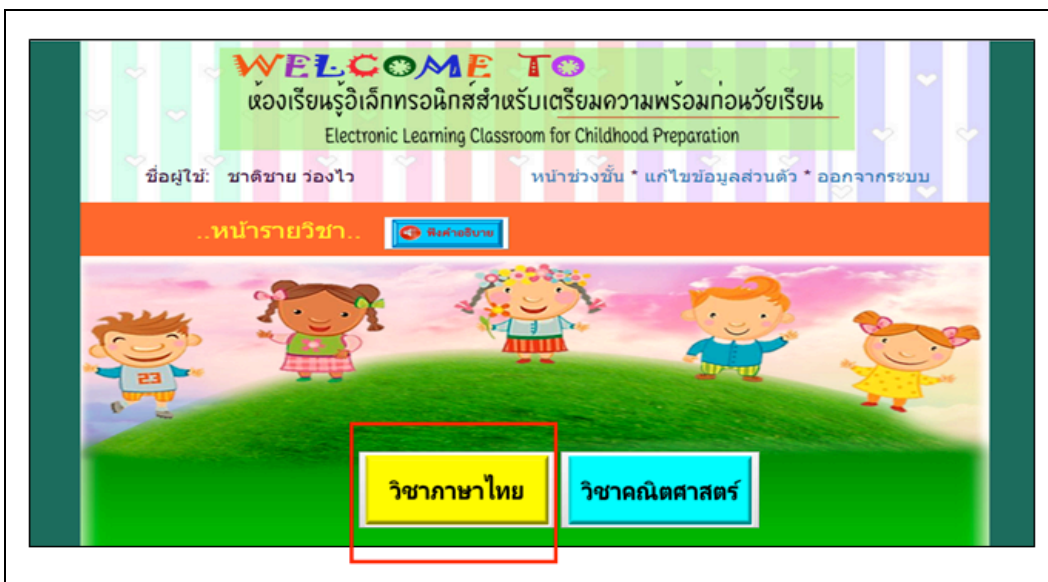 WELCOME TO
ห้องเรียนรู้อิเล็กทรอนิกส์สำหรับเตรียมความพร้อมก่อนวัยเรียน
Electronic Learning Classroom for Childhood Preparation
ชื่อผู้ใช้: ชาติชาย ว่องไว หน้าช่วงชั้น * แก้ไขข้อมูลส่วนตัว * ออกจากระบบ
..หน้ารายวิชา.. ฟังคำอธิบาย
23
วิชาภาษาไทย วิชาคณิตศาสตร์